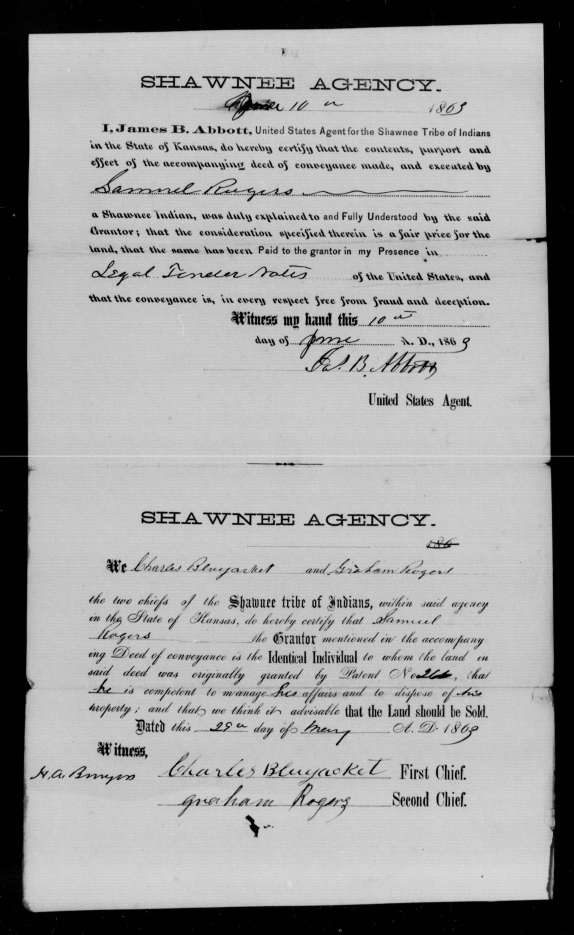 SHAWNEE AGENCY.
June 10th 1863
I, James B. Abbott, United States Agent for the Shawnee Tribe of Indians
in the State of Kansas, do hereby certify that the contents, purport and
effect of the accompanying deed of conveyance made, and executed by
Samuel Rogers
a Shawnee Indian, was duly explained to and Fully Understood by the said
Grantor; that the consideration specified therein is a fair price for the
land, that the same has been Paid to the grantor in my Presence in
Legal Tender Notes of the United States, and
that the conveyance is, in every respect free from fraud and deception.
Witness my hand this 10th
day of June A. D., 1863
Jas. B. Abbott
United States Agent.
SHAWNEE AGENCY.
186
We Charles Bluejacket and Graham Rogers
the two chiefs of the Shawnee tribe of Indians, within said agency
in the State of Kansas, do hereby certify that Samuel
Rogers the Grantor mentioned in the accompany
ing Deed of conveyance is the Identical Individual to whom the land in
said deed was originally granted by Patent No , that
he is competent to manage his affairs and to dispose of his
property; and that we think it advisable that the Land should be Sold.
Dated this 29th day of May A. D. 1863
Witness,
H. A. Charles Bluejacket First Chief.
graham Rogers Second Chief.